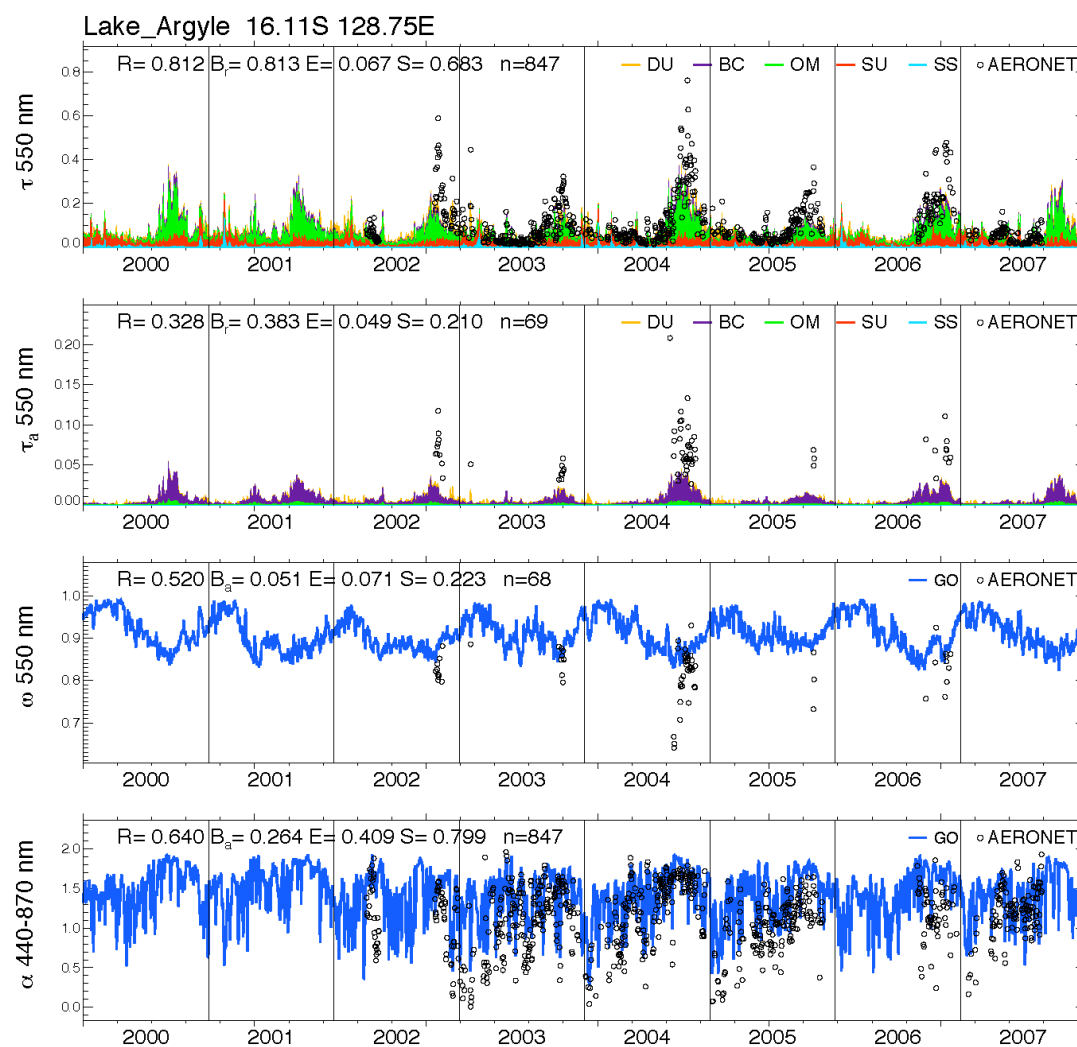 Lake_Argyle 16.11S 128.75E
R= 0.812 Br= 0.813 E= 0.067 S= 0.683 n=847 DU BC OM SU SS AERONET
0.8
0.6
0.4
0.2
0.0
τ 550 nm
2000 2001 2002 2003 2004 2005 2006 2007
R= 0.328 Br= 0.383 E= 0.049 S= 0.210 n=69 DU BC OM SU SS AERONET
0.20
0.15
0.10
0.05
0.00
τa 550 nm
2000 2001 2002 2003 2004 2005 2006 2007
R= 0.520 Ba= 0.051 E= 0.071 S= 0.223 n=68 GO AERONET
1.0
0.9
0.8
0.7
ω 550 nm
2000 2001 2002 2003 2004 2005 2006 2007
R= 0.640 Ba= 0.264 E= 0.409 S= 0.799 n=847 GO AERONET
2.0
1.5
1.0
0.5
0.0
α 440-870 nm
2000 2001 2002 2003 2004 2005 2006 2007